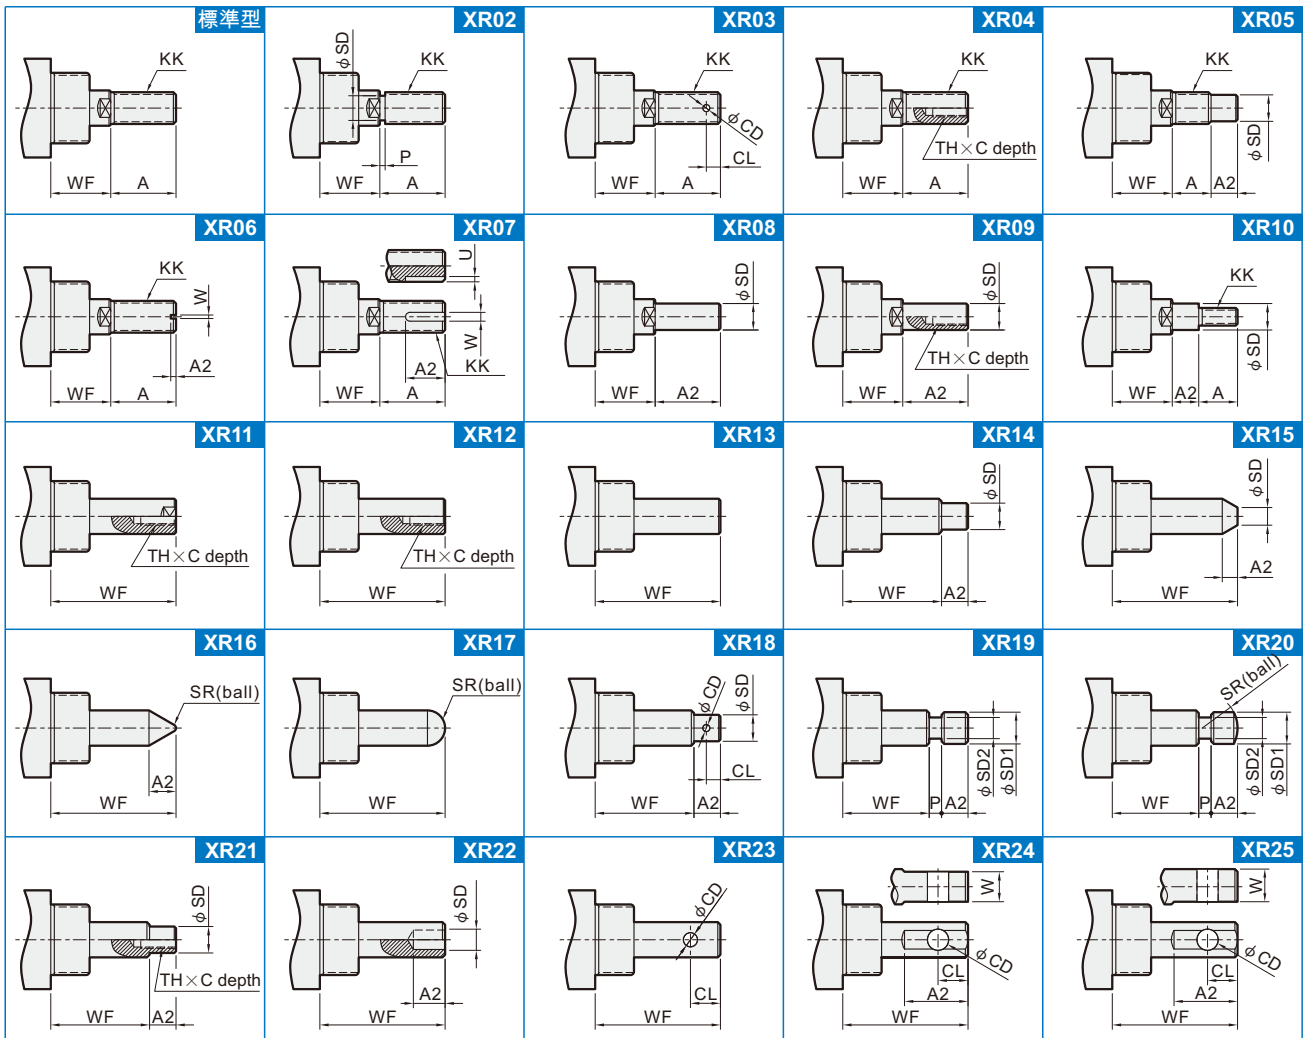 標準型
KK
WF
A
XR02
φSD
KK
P
WF
A
XR03
KK
φCD
CL
WF
A
XR04
KK
TH×C depth
WF
A
XR05
KK
φSD
WF
A
A2
XR06
KK
W
A2
WF
A
XR07
U
W
A2
KK
WF
A
XR08
φSD
WF
A2
XR09
φSD
TH×C depth
WF
A2
XR10
KK
φSD
WF
A2
A
XR11
TH×C depth
WF
XR12
TH×C depth
WF
XR13
WF
XR14
φSD
WF
A2
XR15
φSD
A2
WF
XR16
SR(ball)
A2
WF
XR17
SR(ball)
WF
XR18
φCD
φSD
CL
WF
A2
XR19
φSD2
φSD1
WF
P
A2
XR20
SR(ball)
φSD2
φSD1
WF
P
A2
XR21
φSD
TH×C depth
WF
A2
XR22
φSD
A2
WF
XR23
φCD
CL
WF
XR24
W
φCD
CL
A2
WF
XR25
W
φCD
CL
A2
WF